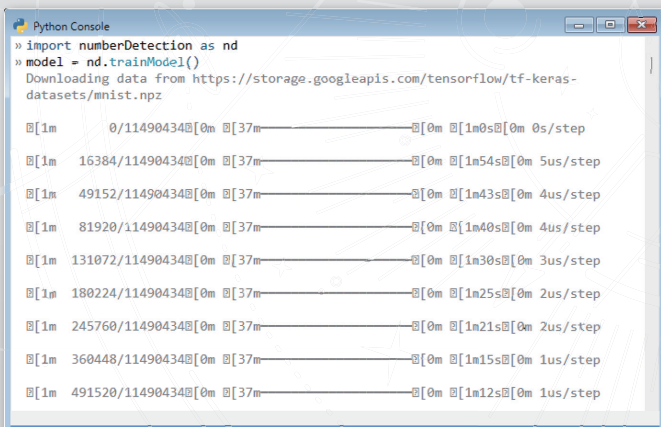 Python Console
» import numberDetection as nd
» model = nd.trainModel()
Downloading data from https://storage.googleapis.com/tensorflow/tf-keras-
datasets/mnist.npz
[1m 0/11490434[0m [37m━━━━━━━━━━━━━━━━━━━━[0m [1m0s[0m 0s/step
[1m 16384/11490434[0m [37m━━━━━━━━━━━━━━━━━━━━[0m [1m54s[0m 5us/step
[1m 49152/11490434[0m [37m━━━━━━━━━━━━━━━━━━━━[0m [1m43s[0m 4us/step
[1m 81920/11490434[0m [37m━━━━━━━━━━━━━━━━━━━━[0m [1m40s[0m 4us/step
[1m 131072/11490434[0m [37m━━━━━━━━━━━━━━━━━━━━[0m [1m30s[0m 3us/step
[1m 180224/11490434[0m [37m━━━━━━━━━━━━━━━━━━━━[0m [1m25s[0m 2us/step
[1m 245760/11490434[0m [37m━━━━━━━━━━━━━━━━━━━━[0m [1m21s[0m 2us/step
[1m 360448/11490434[0m [37m━━━━━━━━━━━━━━━━━━━━[0m [1m15s[0m 1us/step
[1m 491520/11490434[0m [37m━━━━━━━━━━━━━━━━━━━━[0m [1m12s[0m 1us/step